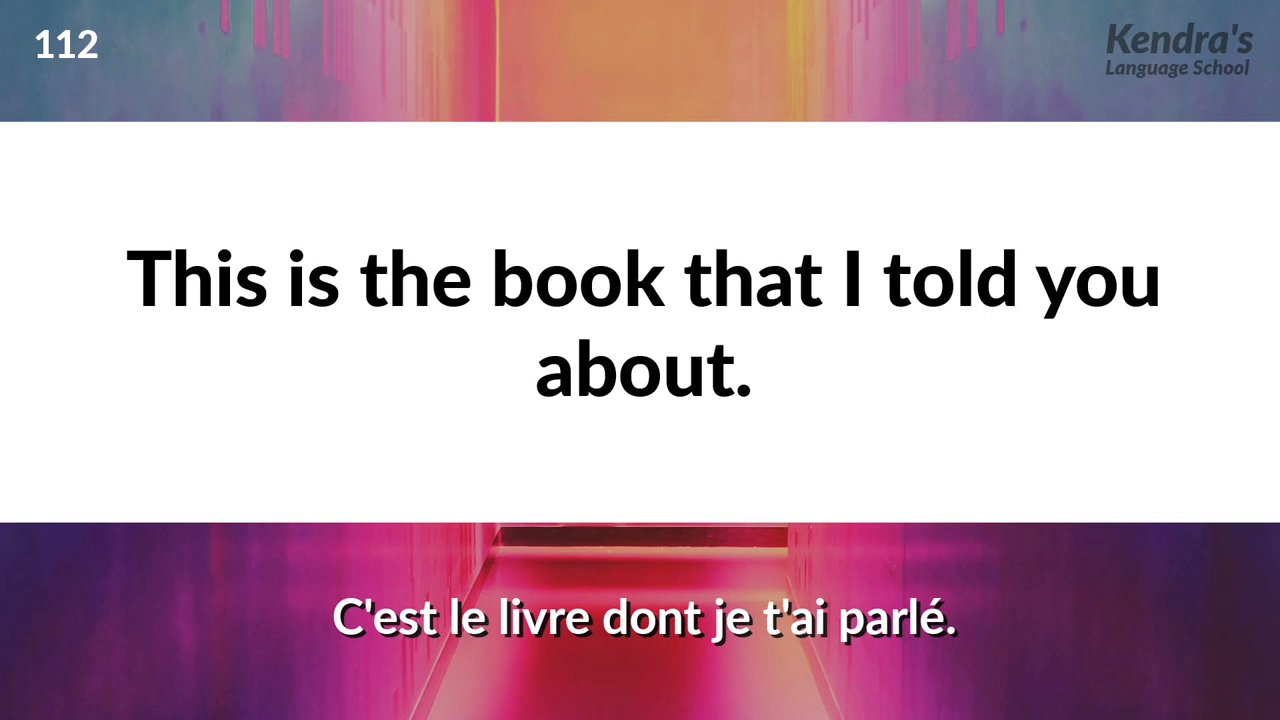 112
Kendra's
Language School
This is the book that I told you
about.
C'est le livre dont je t'ai parlé.